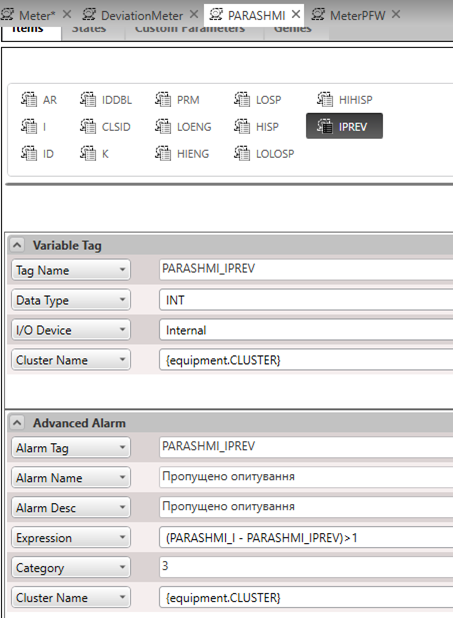 Meter* × DeviationMeter × PARASHMI × MeterPFW ×
Items States Custom Parameters Genies
AR IDDBL PRM LOSP HIHISP
I CLSID LOENG HISP IPREV
ID K HIENG LOLOSP
Variable Tag
Tag Name PARASHMI_IPREV
Data Type INT
I/O Device Internal
Cluster Name {equipment.CLUSTER}
Advanced Alarm
Alarm Tag PARASHMI_IPREV
Alarm Name Пропущено опитування
Alarm Desc Пропущено опитування
Expression (PARASHMI_I - PARASHMI_IPREV)>1
Category 3
Cluster Name {equipment.CLUSTER}